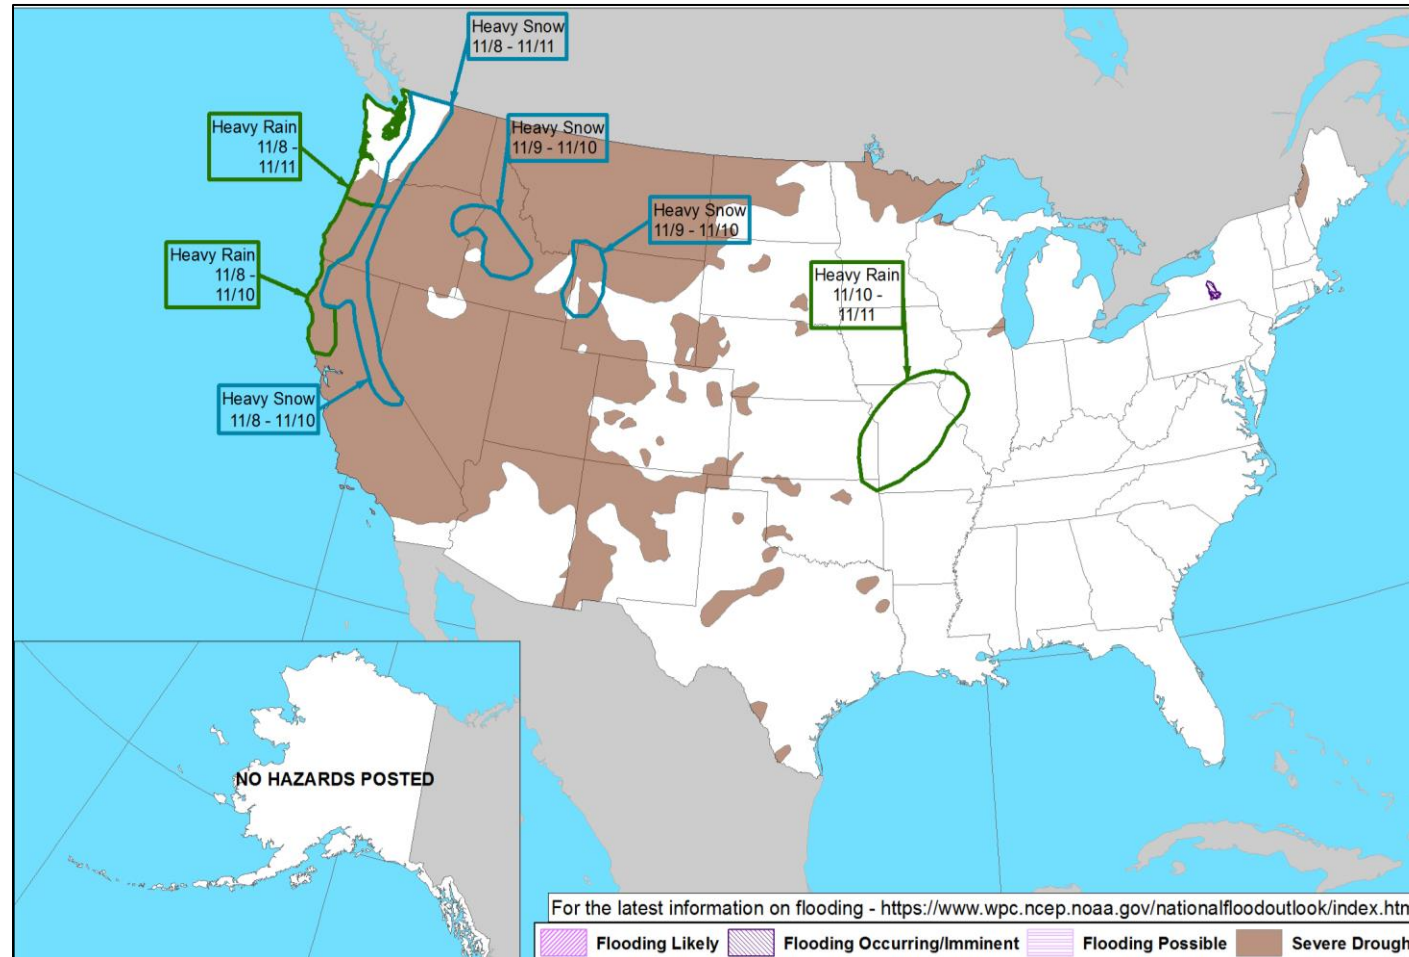 Heavy Snow
11/8 - 11/11
Heavy Rain
11/8 -
11/11
Heavy Snow
11/9 - 11/10
Heavy Snow
11/9 - 11/10
Heavy Rain
11/8 -
11/10
Heavy Rain
11/10 -
11/11
Heavy Snow
11/8 - 11/10
NO HAZARDS POSTED
For the latest information on flooding - https://www.wpc.ncep.noaa.gov/nationalfloodoutlook/index.htm
Flooding Likely Flooding Occurring/Imminent Flooding Possible Severe Drough